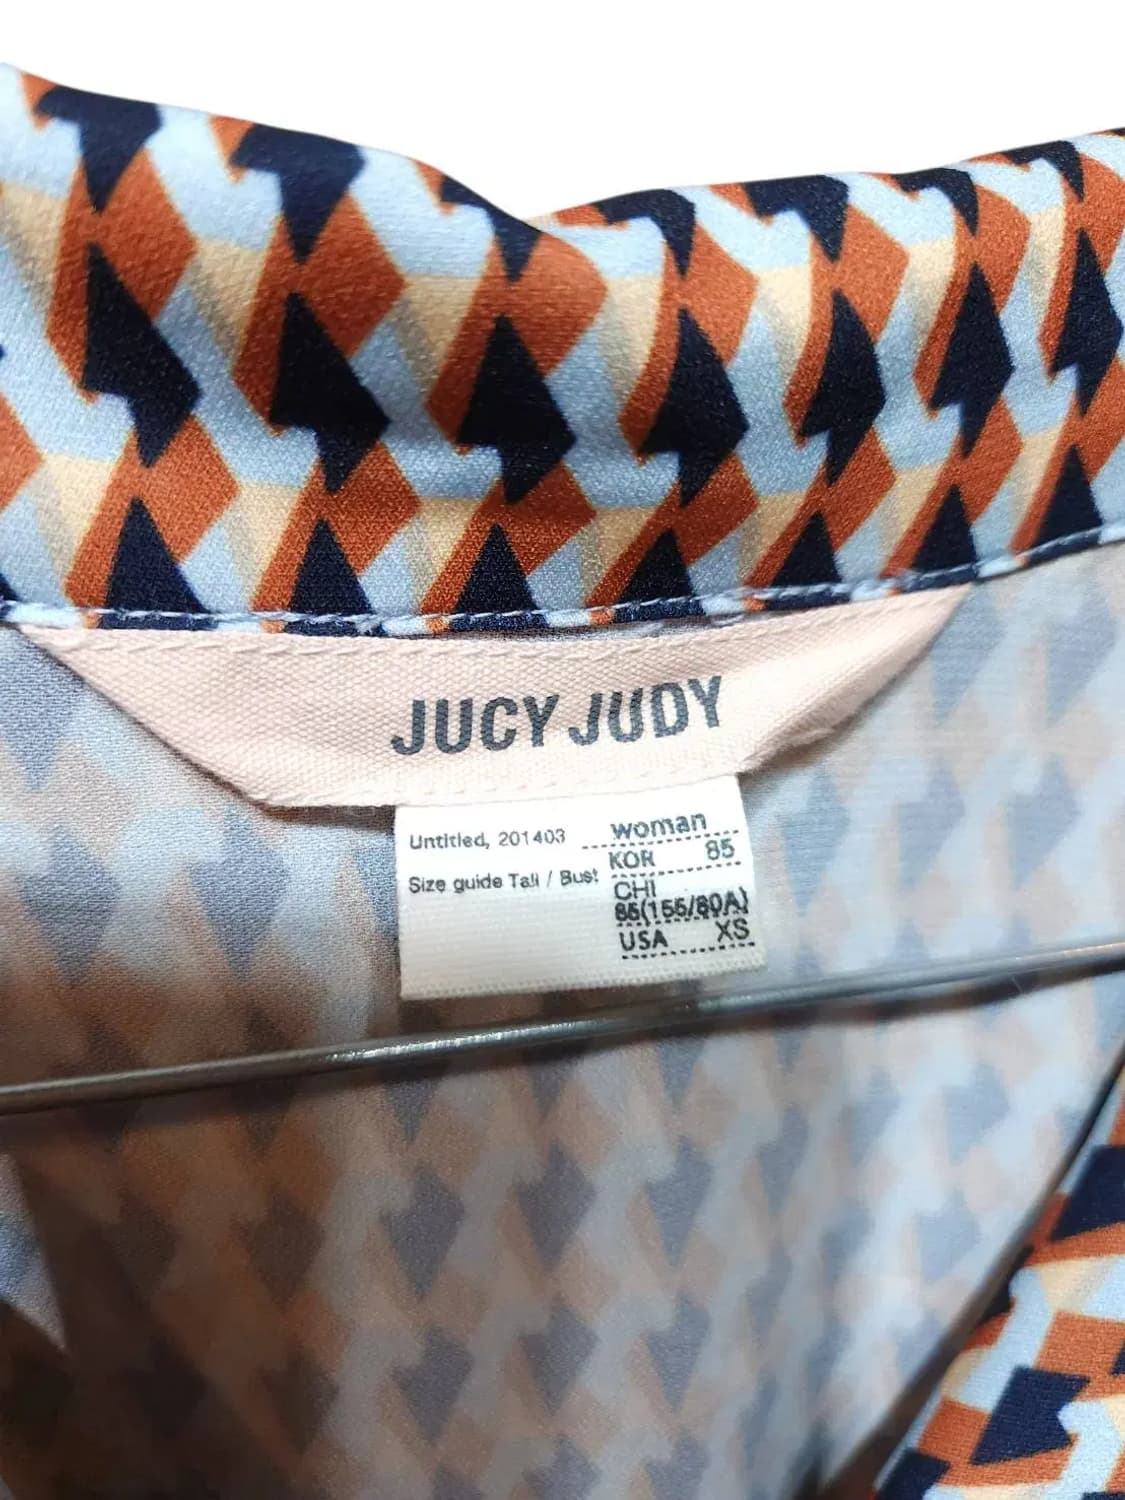 JUCY JUDY
Untitled, 201403
Size guide Tall / Bust
woman
KOR 85
CHI
85(155/80A)
USA XS